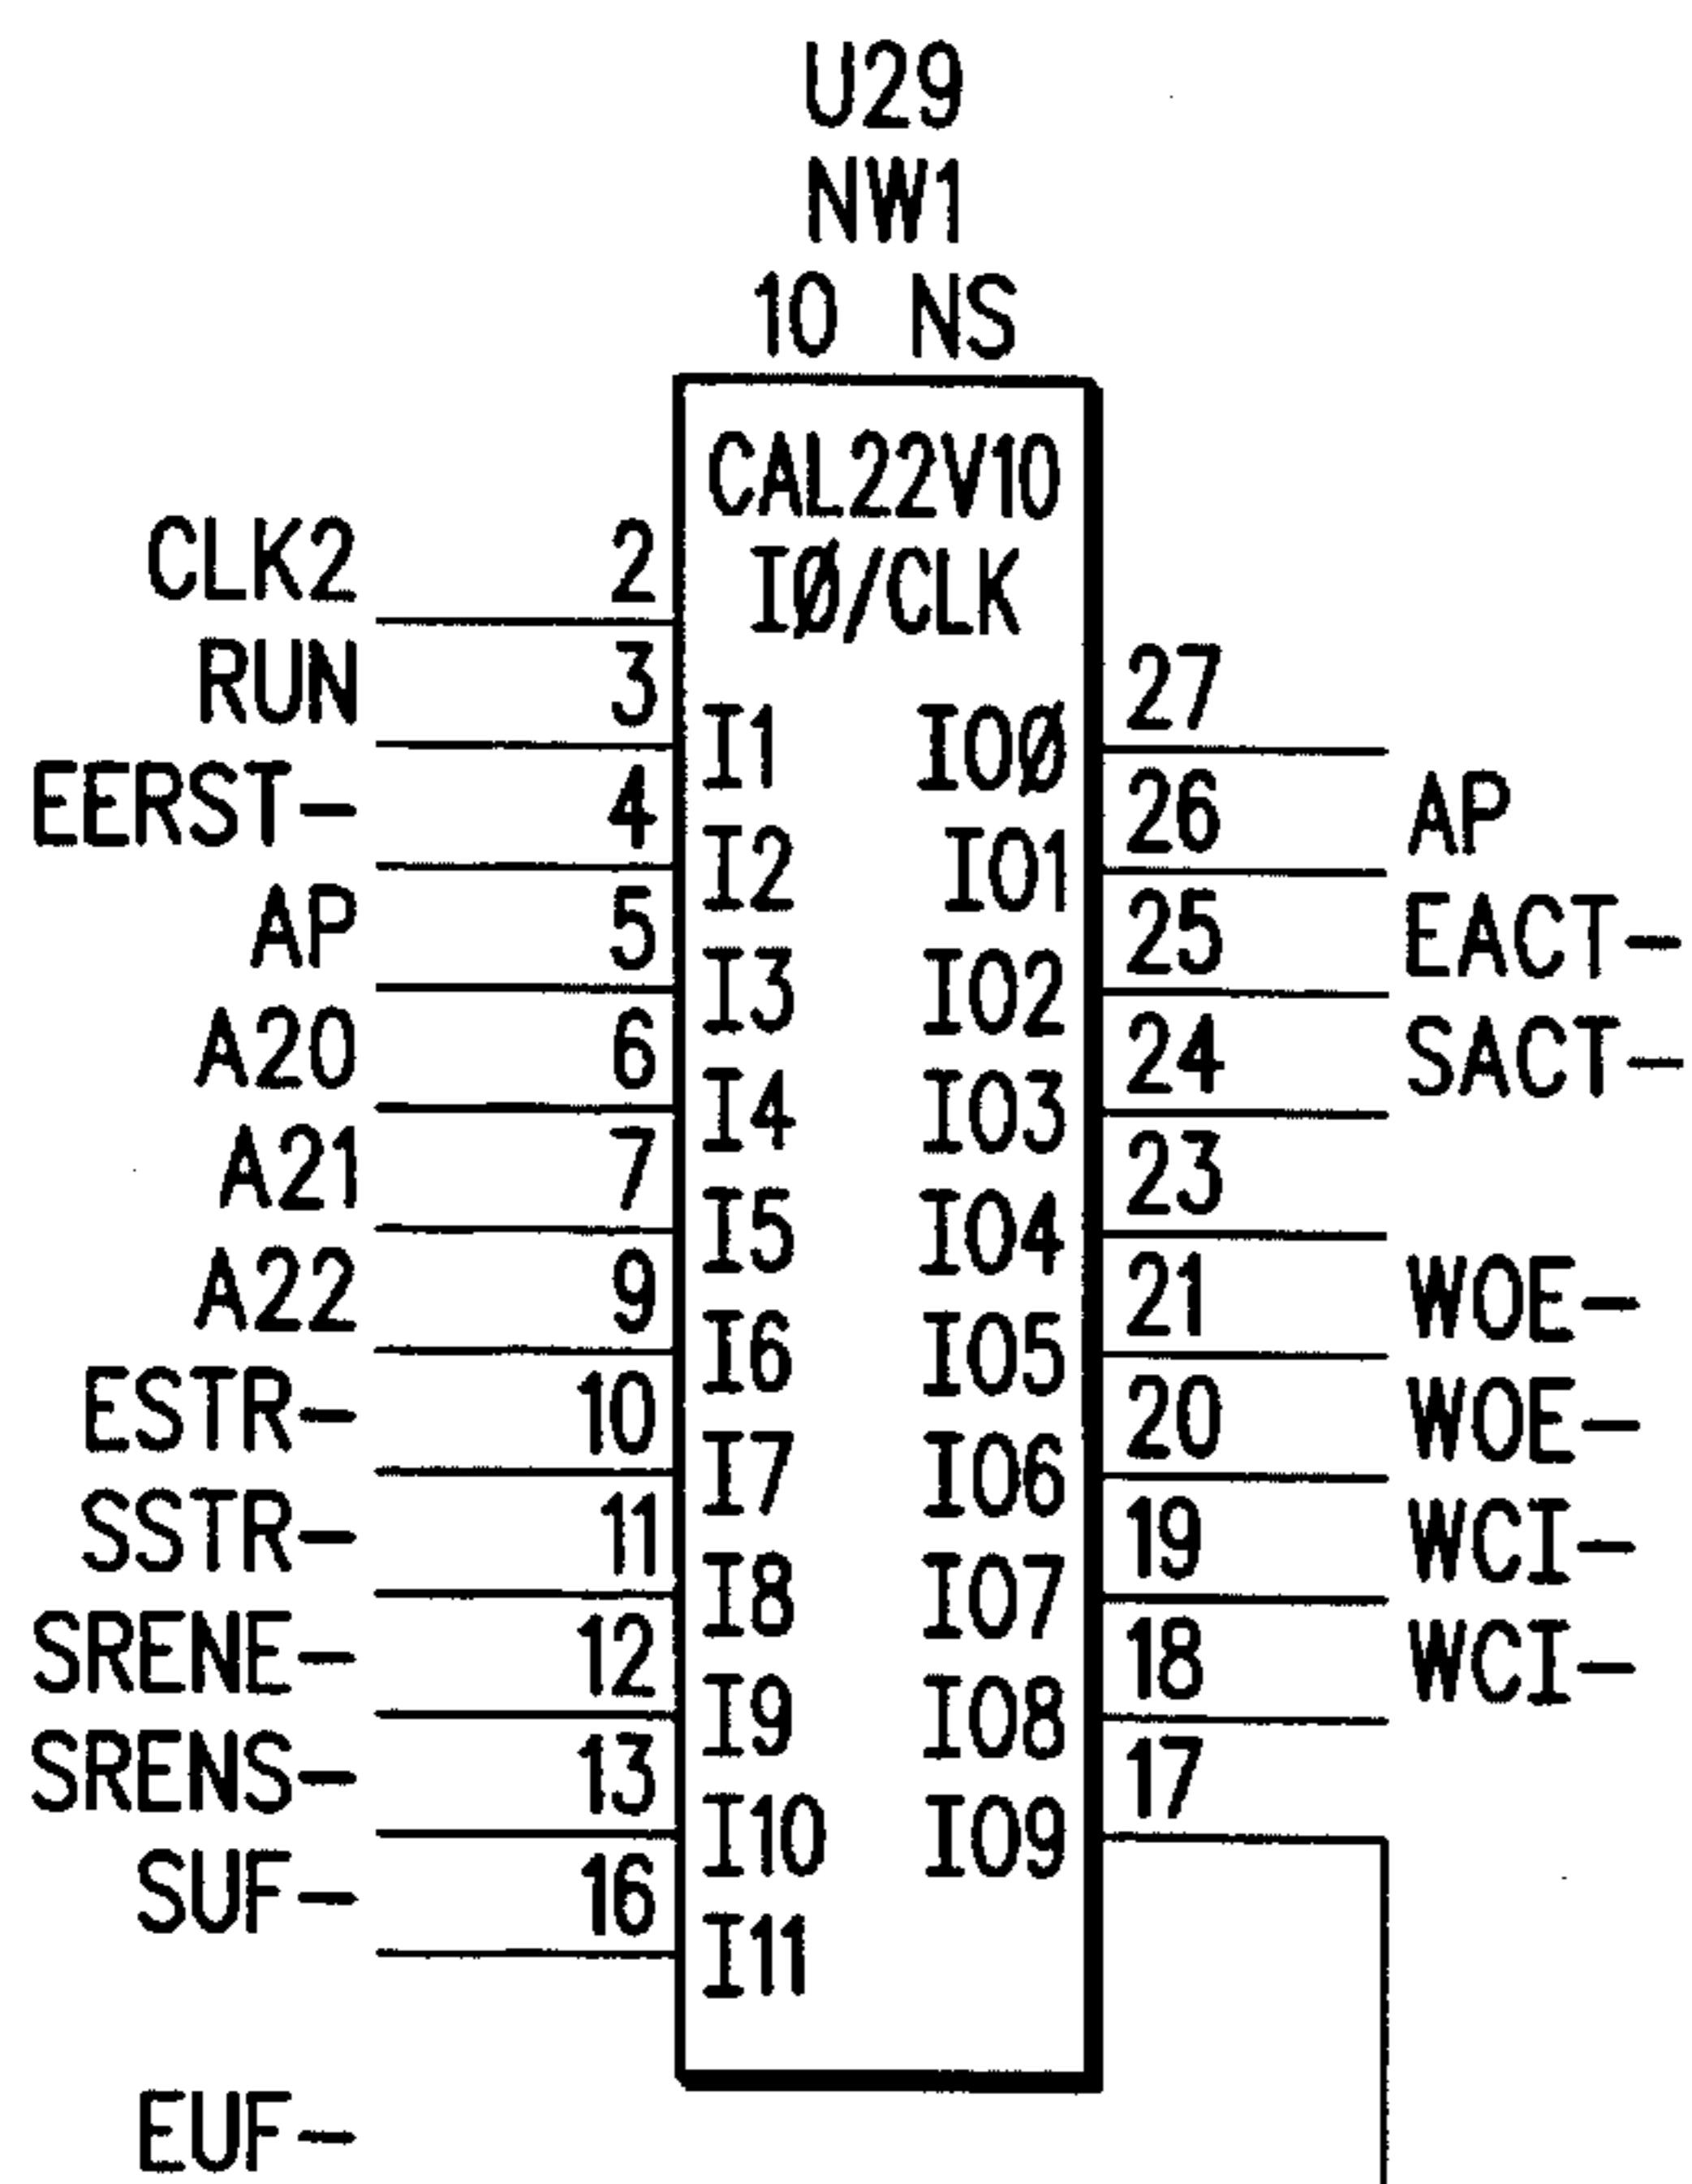 U29
NW1
10 NS
CAL22V10
CLK2 2 IØ/CLK
RUN 3 I1 IOØ 27
EERST- 4 I2 IO1 26 AP
AP 5 I3 IO2 25 EACT-
A20 6 I4 IO3 24 SACT-
A21 7 I5 IO4 23
A22 9 I6 IO5 21 WOE-
ESTR- 10 I7 IO6 20 WOE-
SSTR- 11 I8 IO7 19 WCI-
SRENE- 12 I9 IO8 18 WCI-
SRENS- 13 I10 IO9 17
SUF- 16 I11
EUF-